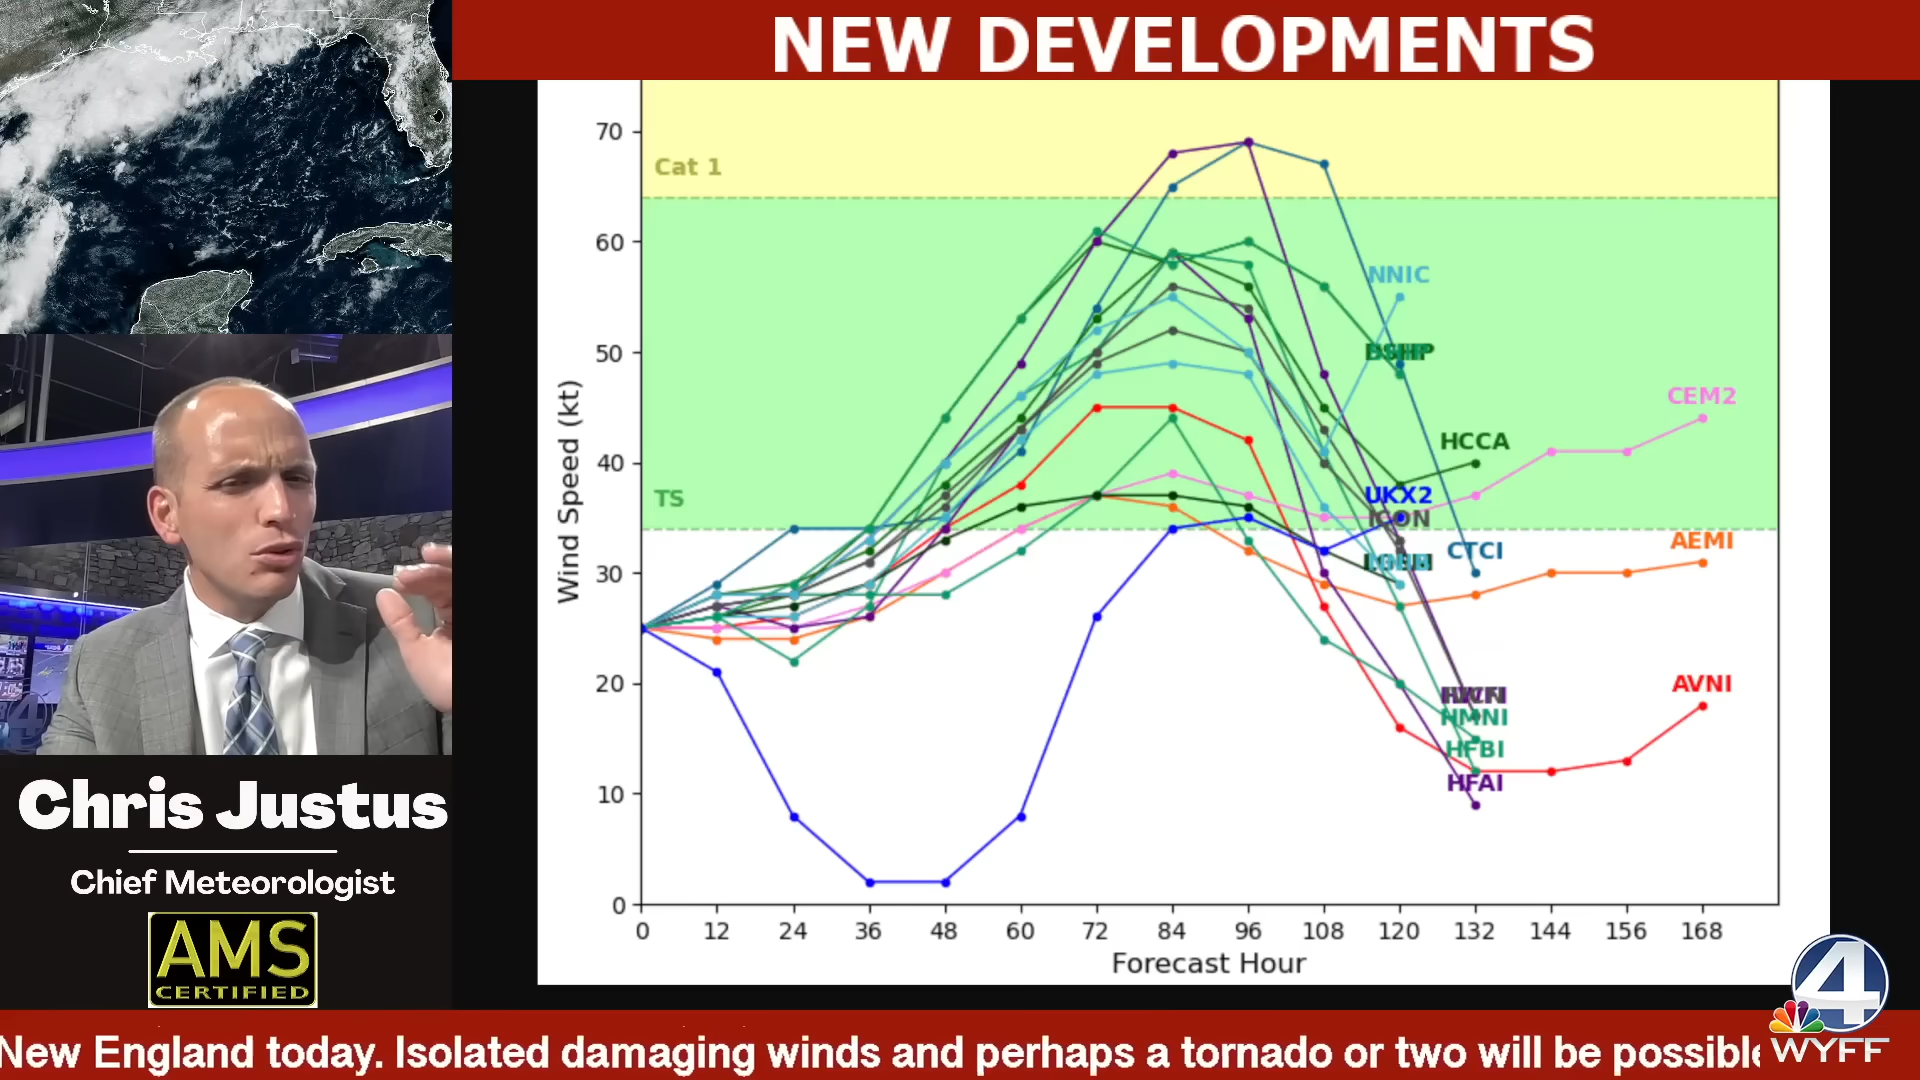 NEW DEVELOPMENTS
70
60
50
40
30
20
10
0
Wind Speed (kt)
Cat 1
TS
NNIC
CEM2
HCCA
UKX2
ICON
CTCI
AEMI
AVNI
HMNI
HFBI
HFAI
0 12 24 36 48 60 72 84 96 108 120 132 144 156 168
Forecast Hour
Chris Justus
Chief Meteorologist
AMS
CERTIFIED
4
WYFF
New England today. Isolated damaging winds and perhaps a tornado or two will be